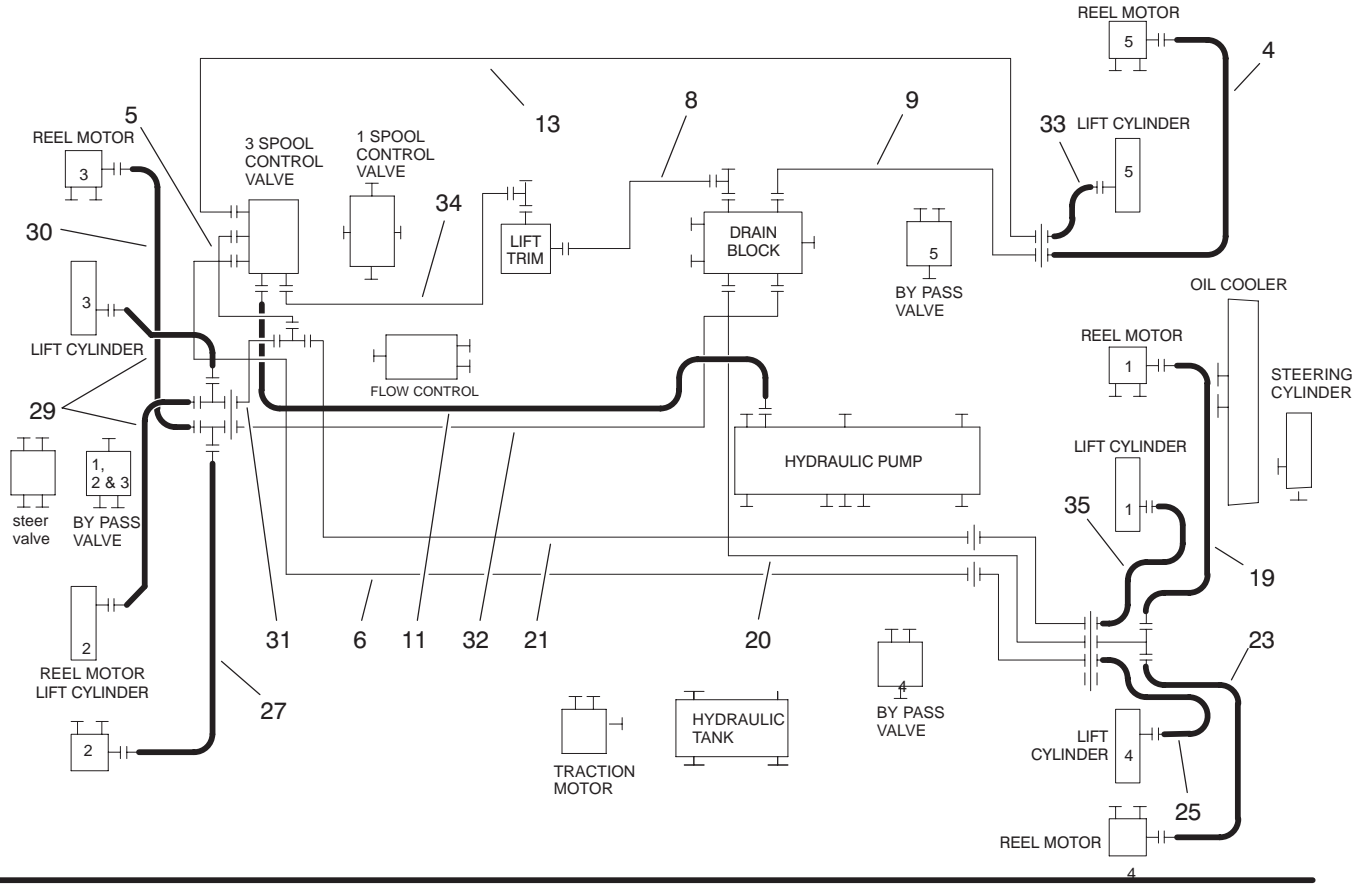 REEL MOTOR
5
4
13
8
9
33
LIFT CYLINDER
5
5
REEL MOTOR
3
3 SPOOL
CONTROL
VALVE
1 SPOOL
CONTROL
VALVE
34
30
LIFT
TRIM
DRAIN
BLOCK
5
BY PASS
VALVE
OIL COOLER
3
LIFT CYLINDER
FLOW CONTROL
REEL MOTOR
1
STEERING
CYLINDER
29
1,
2 & 3
steer
valve
BY PASS
VALVE
HYDRAULIC PUMP
LIFT CYLINDER
1
35
19
2
REEL MOTOR
LIFT CYLINDER
31
6
11
32
21
20
23
27
2
TRACTION
MOTOR
HYDRAULIC
TANK
4
BY PASS
VALVE
LIFT
CYLINDER
4
25
REEL MOTOR
4